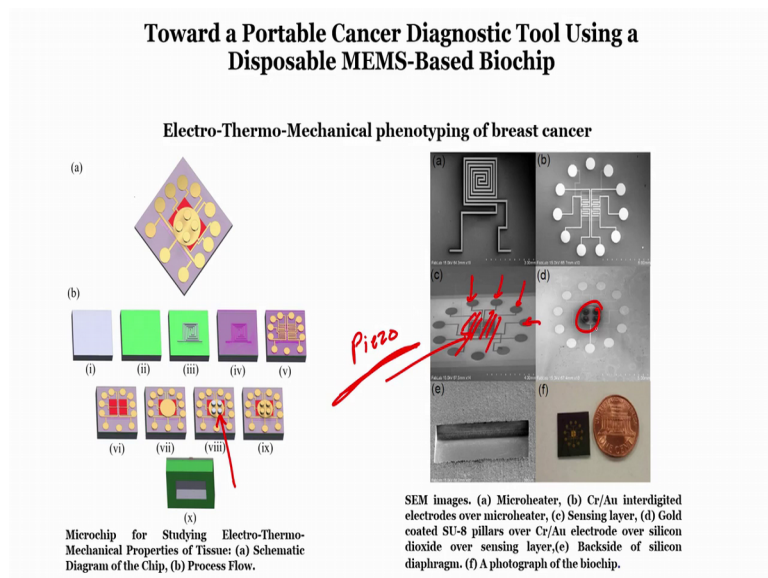 Toward a Portable Cancer Diagnostic Tool Using a
Disposable MEMS-Based Biochip
Electro-Thermo-Mechanical phenotyping of breast cancer
(a)
(b)
(i) (ii) (iii) (iv) (v)
(vi) (vii) (viii) (ix)
(x)
Microchip for Studying Electro-Thermo-
Mechanical Properties of Tissue: (a) Schematic
Diagram of the Chip, (b) Process Flow.
Piezo
(a) (b)
(c) (d)
(e) (f)
SEM images. (a) Microheater, (b) Cr/Au interdigited
electrodes over microheater, (c) Sensing layer, (d) Gold
coated SU-8 pillars over Cr/Au electrode over silicon
dioxide over sensing layer,(e) Backside of silicon
diaphragm. (f) A photograph of the biochip.